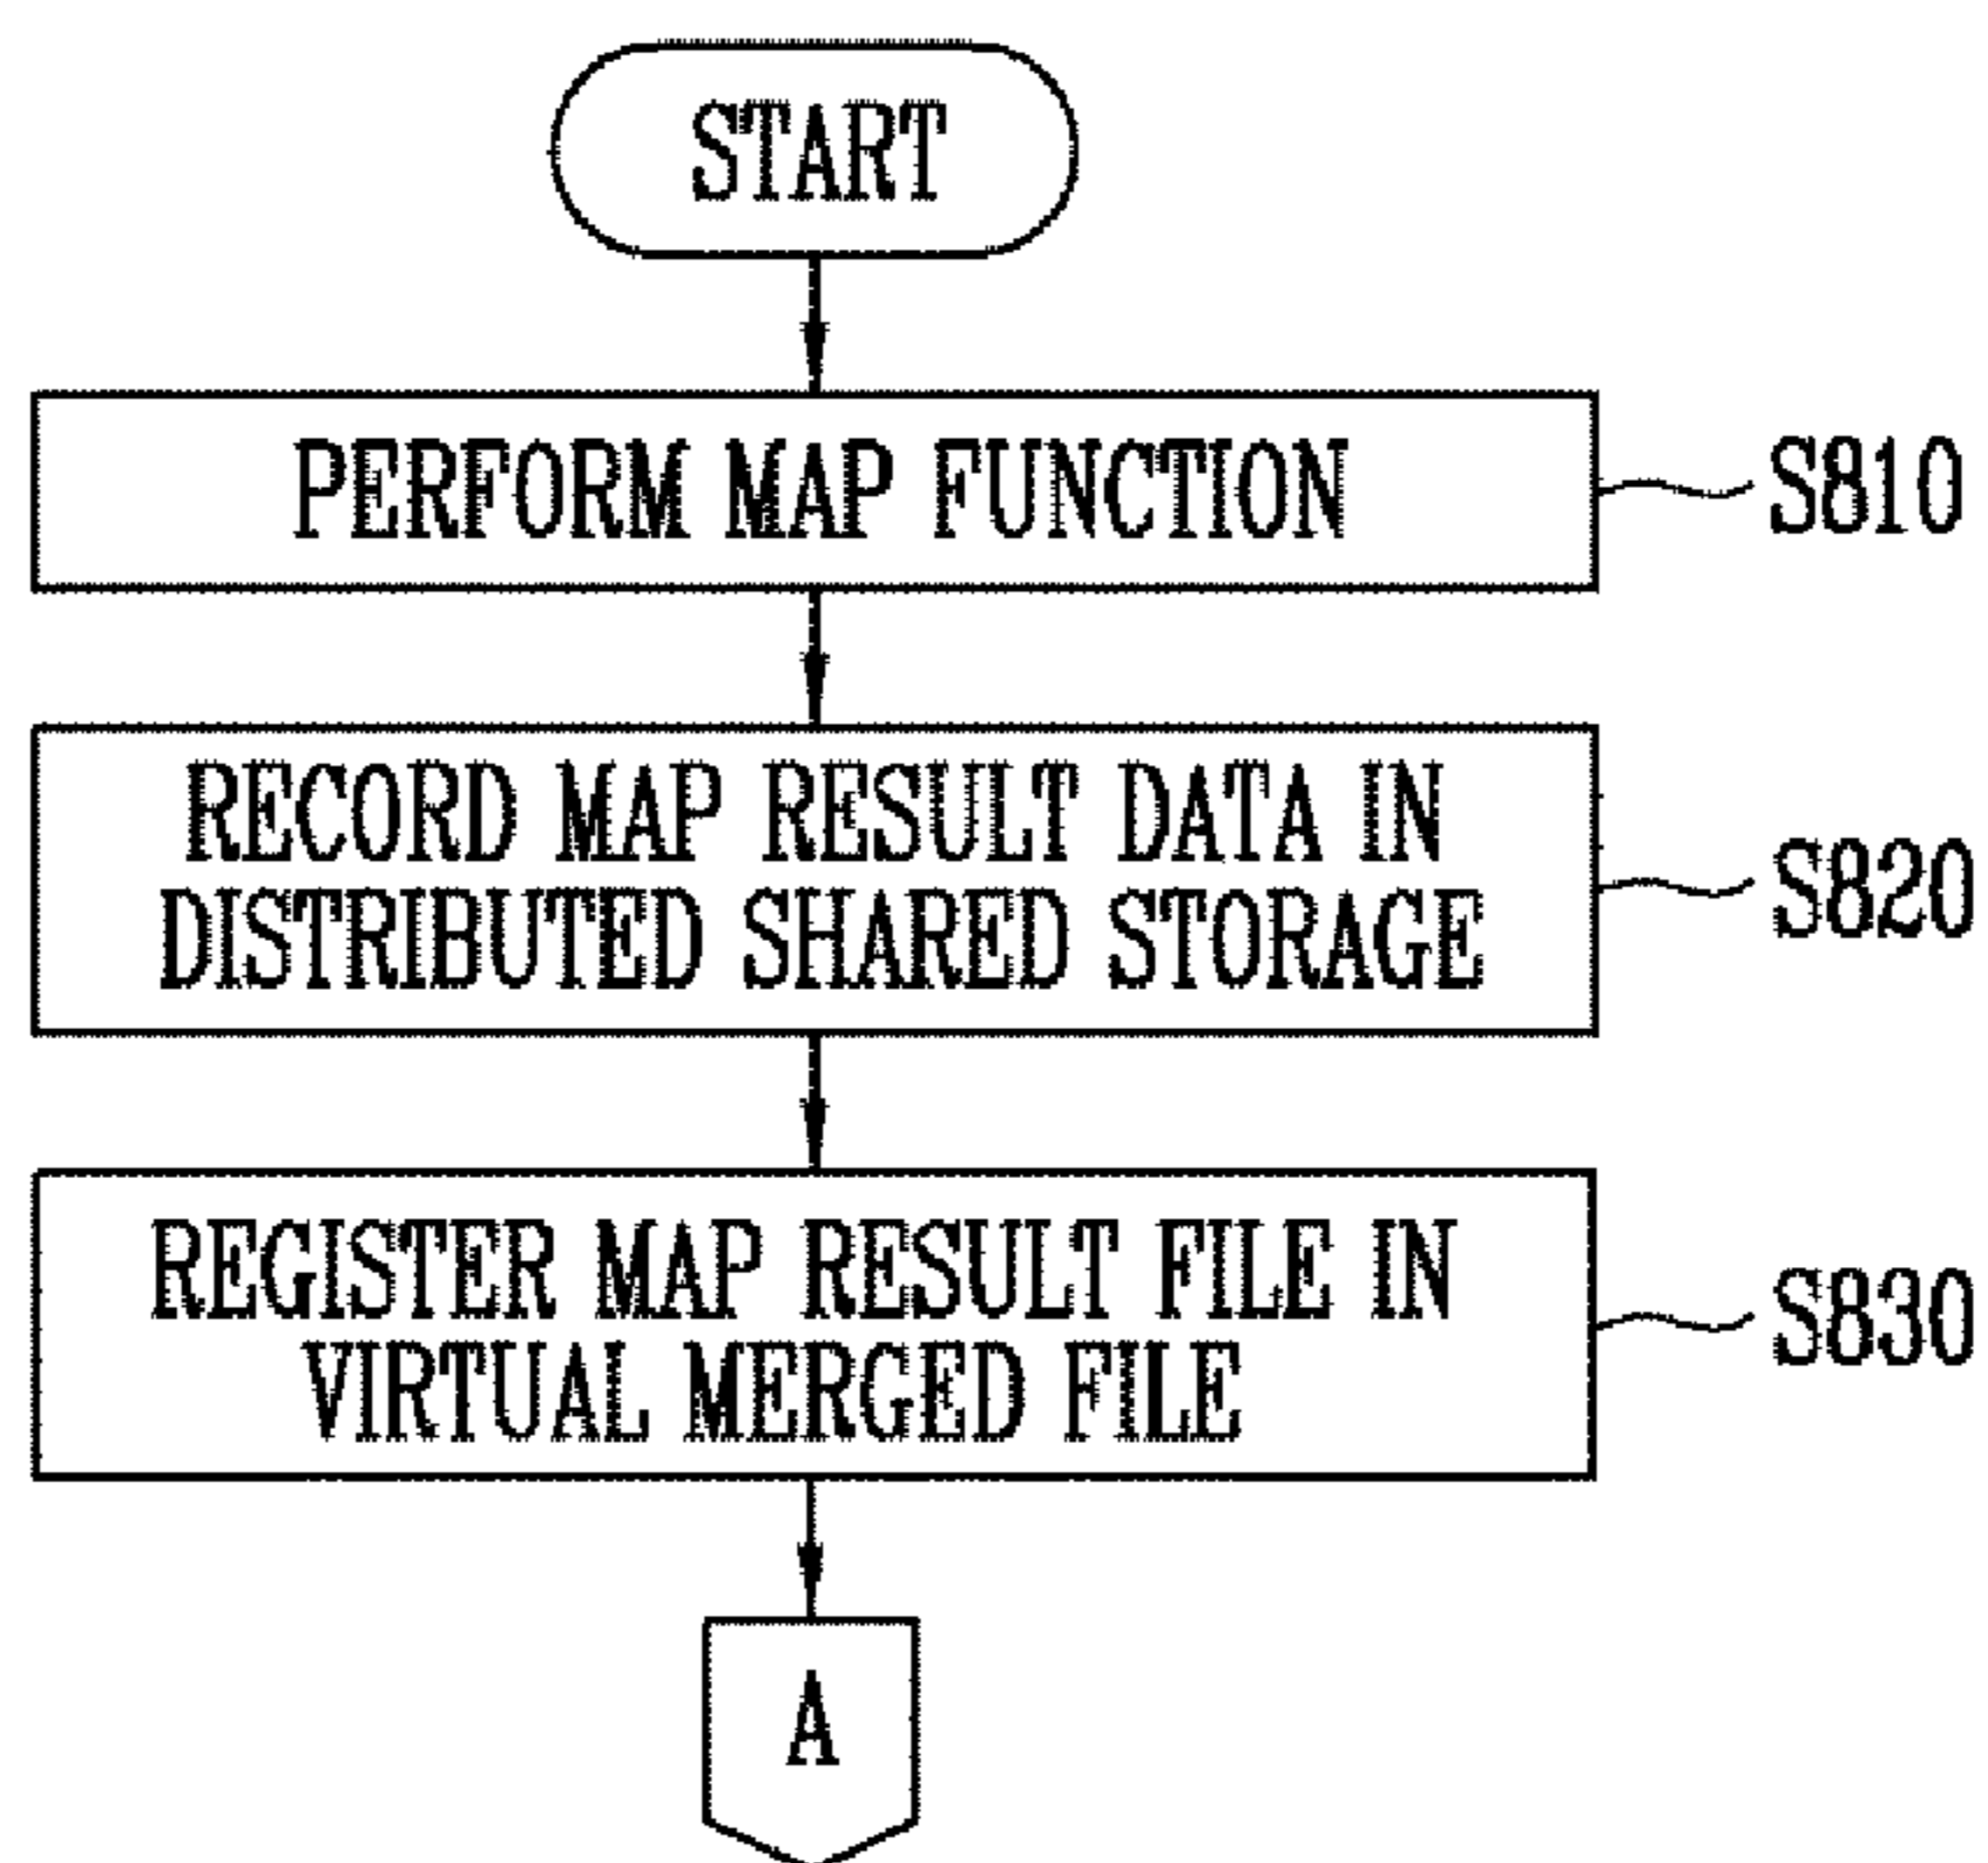 START
PERFORM MAP FUNCTION
S810
RECORD MAP RESULT DATA IN
DISTRIBUTED SHARED STORAGE
S820
REGISTER MAP RESULT FILE IN
VIRTUAL MERGED FILE
S830
A